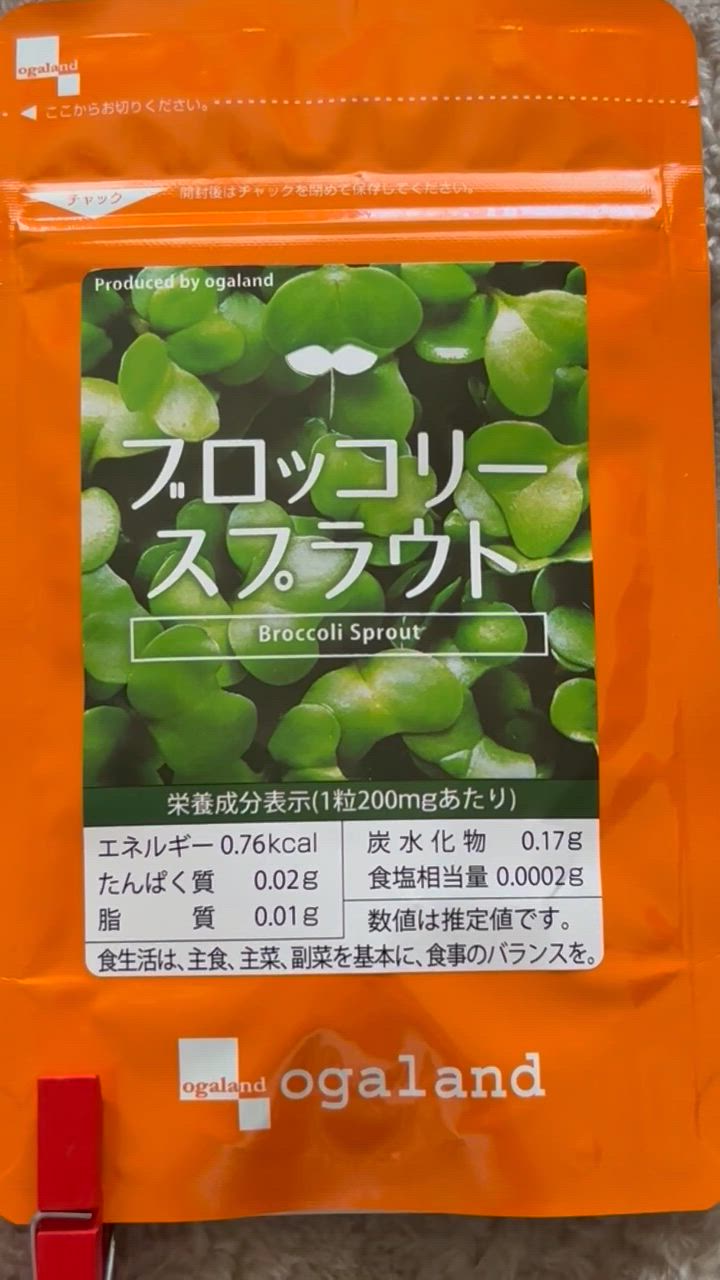 ogaland
ここからお切りください。
チャック
開封後はチャックを閉めて保存してください。
Produced by ogaland
ブロッコリー
スプラウト
Broccoli Sprout
栄養成分表示(1粒200mgあたり)
エネルギー 0.76kcal
たんぱく質 0.02g
脂質 0.01g
炭水化物 0.17g
食塩相当量 0.0002g
数値は推定値です。
食生活は、主食、主菜、副菜を基本に、食事のバランスを。
ogaland ogaland